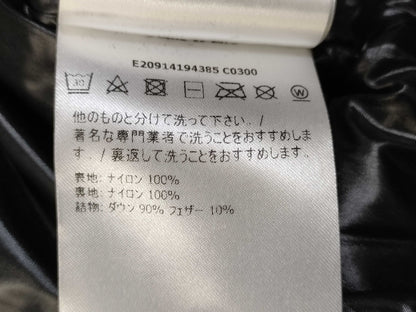 E20914194385 C0300
30
W
他のものと分けて洗って下さい. /
著名な専門業者で洗うことをおすすめしま
す. / 裏返して洗うことをおすすめします.
表地: ナイロン 100%
裏地: ナイロン 100%
詰物: ダウン 90% フェザー 10%